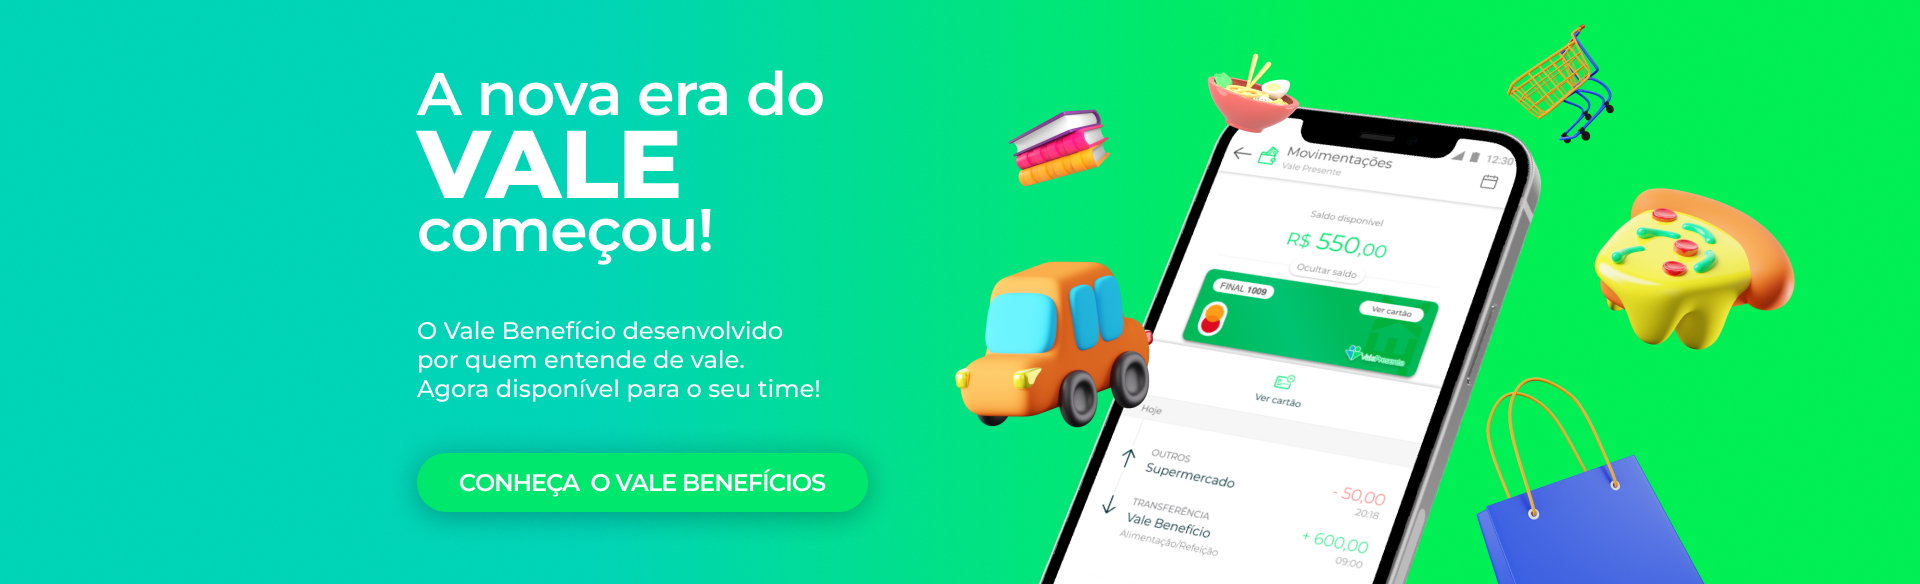 A nova era do
VALE
começou!
O Vale Benefício desenvolvido
por quem entende de vale.
Agora disponível para o seu time!
CONHEÇA O VALE BENEFÍCIOS
12:30
Movimentações
Vale Presente
Saldo disponível
R$ 550,00
Ocultar saldo
FINAL 1009
Ver cartão
ValePresente
Ver cartão
Hoje
OUTROS
Supermercado
- 50,00
20:18
TRANSFERÊNCIA
Vale Benefício
Alimentação/Refeição
+ 600,00
09:00